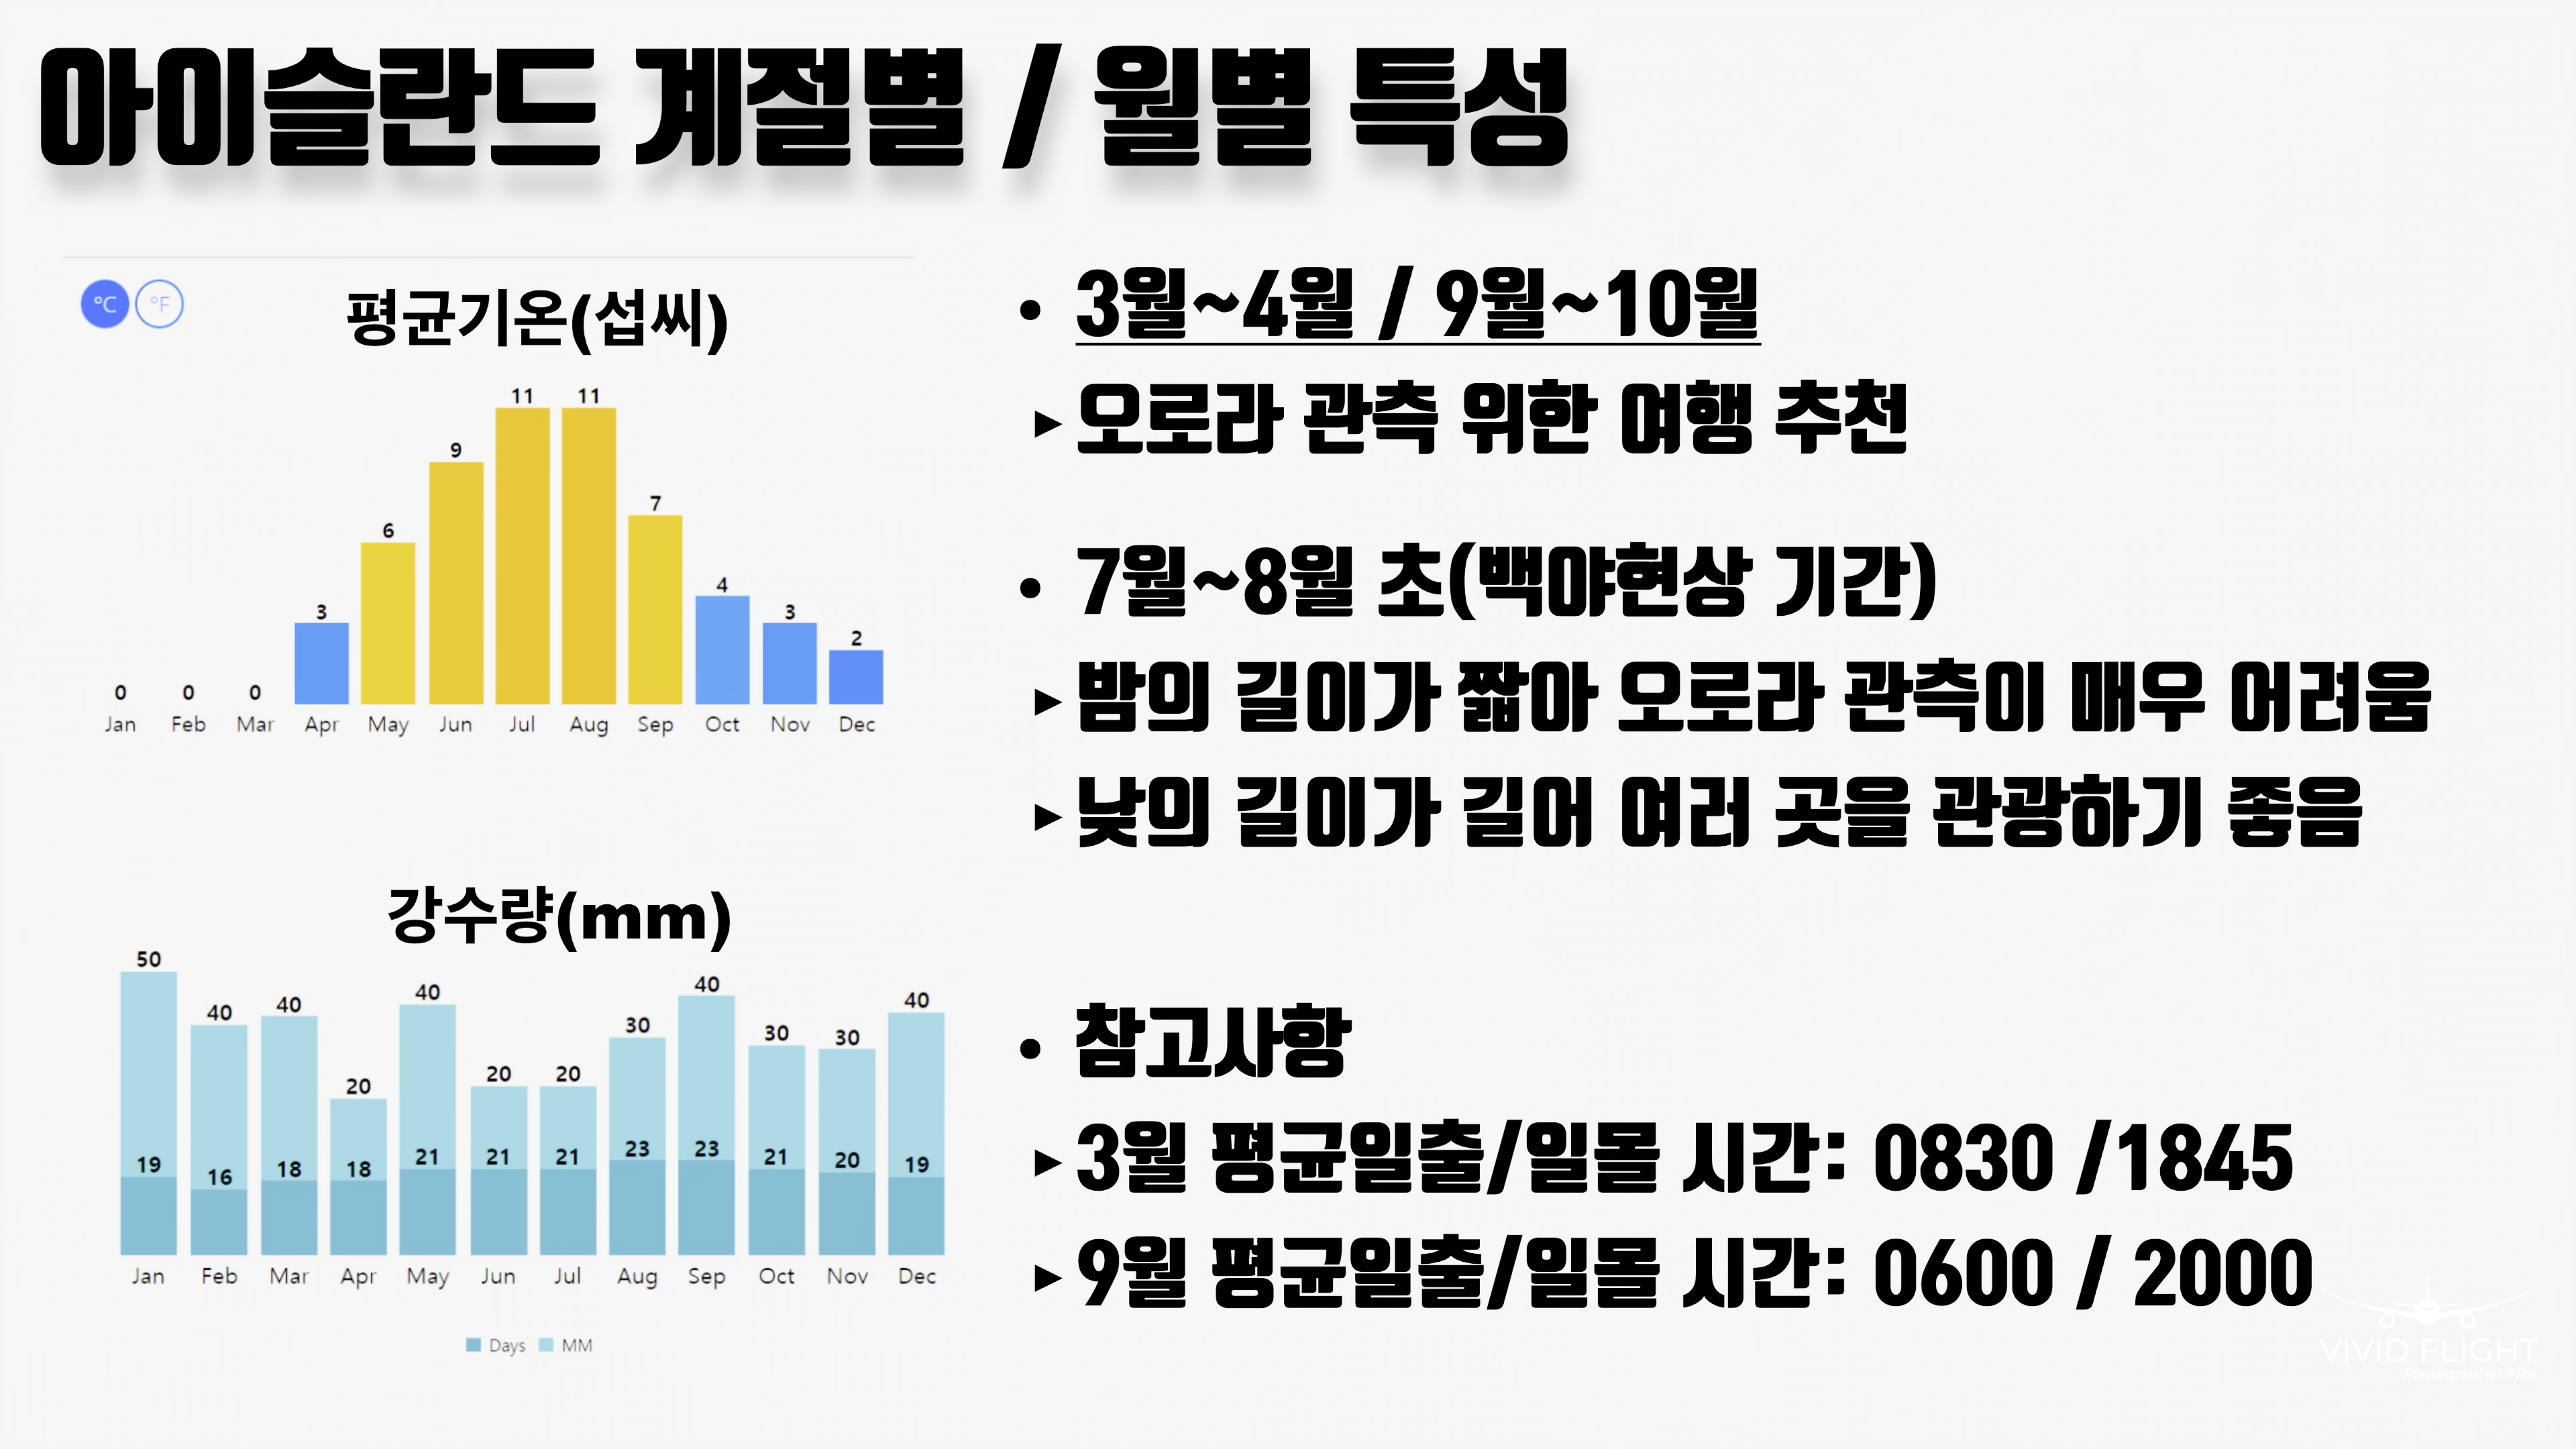 아이슬란드 계절별 / 월별 특성
°C °F
평균기온(섭씨)
0 0 0 3 6 9 11 11 7 4 3 2
Jan Feb Mar Apr May Jun Jul Aug Sep Oct Nov Dec
강수량(mm)
50 40 40 20 40 20 20 30 40 30 30 40
19 16 18 18 21 21 21 23 23 21 20 19
Jan Feb Mar Apr May Jun Jul Aug Sep Oct Nov Dec
Days MM
• 3월~4월 / 9월~10월
▸오로라 관측 위한 여행 추천
• 7월~8월 초(백야현상 기간)
▸밤의 길이가 짧아 오로라 관측이 매우 어려움
▸낮의 길이가 길어 여러 곳을 관광하기 좋음
• 참고사항
▸3월 평균일출/일몰 시간: 0830 /1845
▸9월 평균일출/일몰 시간: 0600 / 2000
VIVID FLIGHT
Photographer Pilot